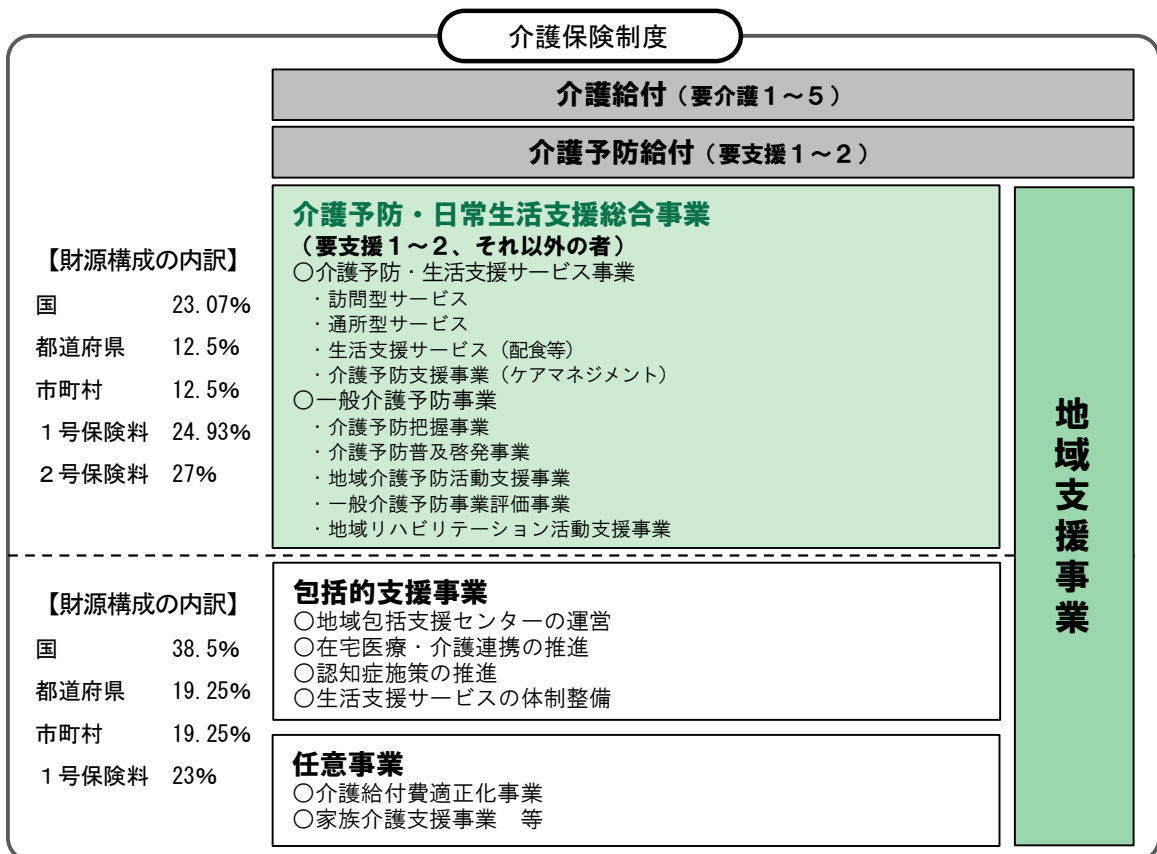 介護保険制度
介護給付（要介護１～５）
介護予防給付（要支援１～２）
【財源構成の内訳】
国 23.07%
都道府県 12.5%
市町村 12.5%
１号保険料 24.93%
２号保険料 27%
介護予防・日常生活支援総合事業
（要支援１～２、それ以外の者）
○介護予防・生活支援サービス事業
・訪問型サービス
・通所型サービス
・生活支援サービス（配食等）
・介護予防支援事業（ケアマネジメント）
○一般介護予防事業
・介護予防把握事業
・介護予防普及啓発事業
・地域介護予防活動支援事業
・一般介護予防事業評価事業
・地域リハビリテーション活動支援事業
地域支援事業
【財源構成の内訳】
国 38.5%
都道府県 19.25%
市町村 19.25%
１号保険料 23%
包括的支援事業
○地域包括支援センターの運営
○在宅医療・介護連携の推進
○認知症施策の推進
○生活支援サービスの体制整備
任意事業
○介護給付費適正化事業
○家族介護支援事業　等